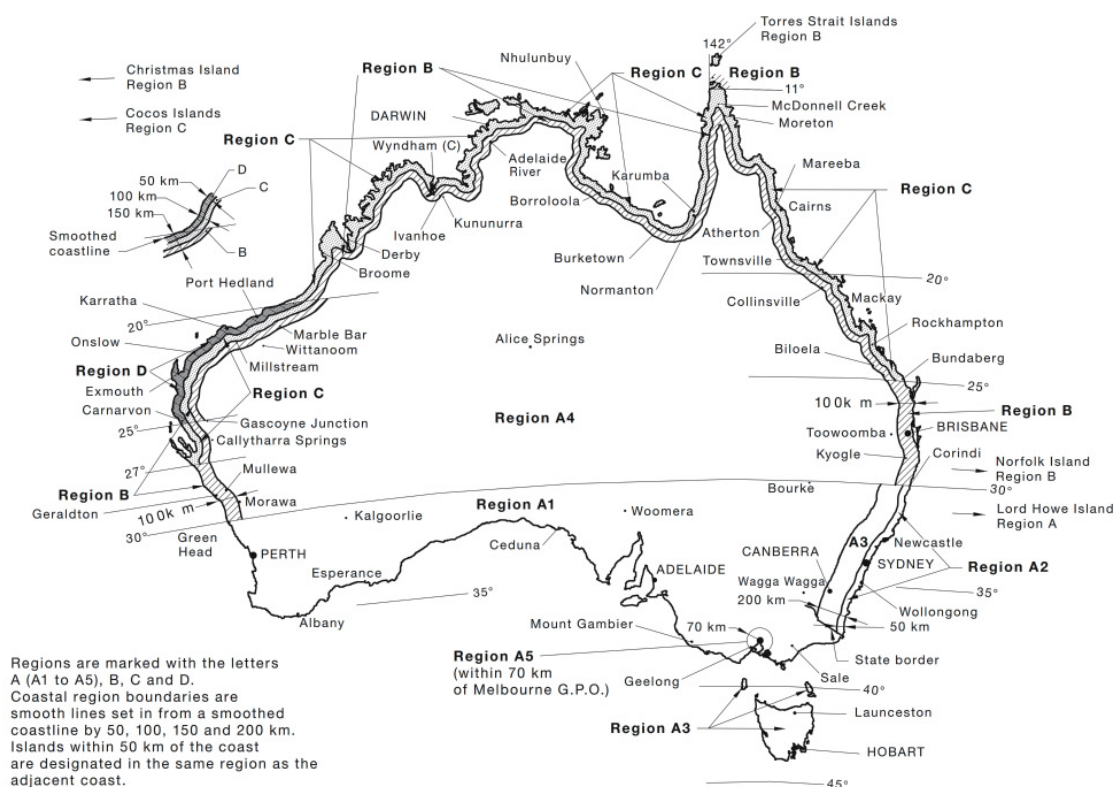 Torres Strait Islands
Region B
142°
Nhulunbuy
Region B
Region C
Region B
11°
Christmas Island
Region B
McDonnell Creek
Moreton
Cocos Islands
Region C
DARWIN
Region C
Wyndham (C)
Adelaide
River
Mareeba
Karumba
Region C
D
50 km
C
100 km
150 km
Borroloola
Cairns
Kununurra
Atherton
Smoothed
coastline
B
Ivanhoe
Derby
Burketown
Townsville
Broome
20°
Port Hedland
Normanton
Collinsville
Mackay
Karratha
20°
Marble Bar
Rockhampton
Onslow
Wittanoom
Alice Springs
Millstream
Biloela
Bundaberg
Region D
Exmouth
Region C
25°
Carnarvon
100k m
Region B
Gascoyne Junction
Region A4
25°
Callytharra Springs
Toowoomba
BRISBANE
Kyogle
Corindi
27°
Mullewa
Norfolk Island
Region B
Region B
Bourke
30°
Geraldton
100k m
Morawa
Region A1
Lord Howe Island
Region A
30°
Kalgoorlie
Woomera
Green
Head
Ceduna
A3
Newcastle
PERTH
CANBERRA
SYDNEY
Region A2
Esperance
ADELAIDE
Wagga Wagga
35°
35°
200 km
Wollongong
Albany
Mount Gambier
70 km
50 km
Region A5
(within 70 km
of Melbourne G.P.O.)
State border
Geelong
Sale
40°
Launceston
Region A3
HOBART
45°
Regions are marked with the letters
A (A1 to A5), B, C and D.
Coastal region boundaries are
smooth lines set in from a smoothed
coastline by 50, 100, 150 and 200 km.
Islands within 50 km of the coast
are designated in the same region as the
adjacent coast.